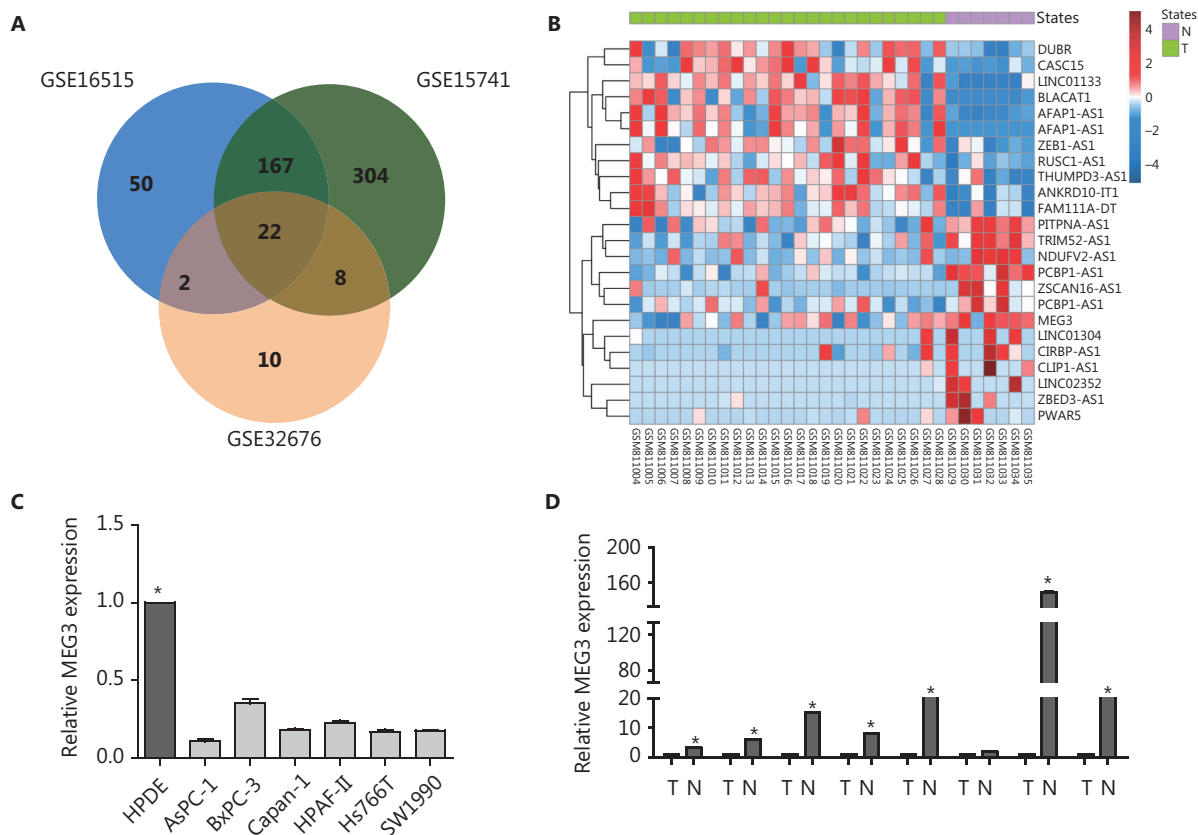 A
GSE16515
GSE15741
50
167
304
22
2
8
10
GSE32676
B
States
DUBR
CASC15
LINC01133
BLACAT1
AFAP1-AS1
AFAP1-AS1
ZEB1-AS1
RUSC1-AS1
THUMPD3-AS1
ANKRD10-IT1
FAM111A-DT
PITPNA-AS1
TRIM52-AS1
NDUFV2-AS1
PCBP1-AS1
ZSCAN16-AS1
PCBP1-AS1
MEG3
LINC01304
CIRBP-AS1
CLIP1-AS1
LINC02352
ZBED3-AS1
PWAR5
GSM811004
GSM811005
GSM811006
GSM811007
GSM811008
GSM811009
GSM811010
GSM811011
GSM811012
GSM811013
GSM811014
GSM811015
GSM811016
GSM811017
GSM811018
GSM811019
GSM811020
GSM811021
GSM811022
GSM811023
GSM811024
GSM811025
GSM811026
GSM811027
GSM811028
GSM811029
GSM811030
GSM811031
GSM811032
GSM811033
GSM811034
GSM811035
4
2
0
−2
−4
States
N
T
C
Relative MEG3 expression
1.5
1.0
0.5
0.0
*
HPDE
AsPC-1
BxPC-3
Capan-1
HPAF-II
Hs766T
SW1990
D
Relative MEG3 expression
200
160
120
80
20
10
0
* * * * * * *
T N T N T N T N T N T N T N T N